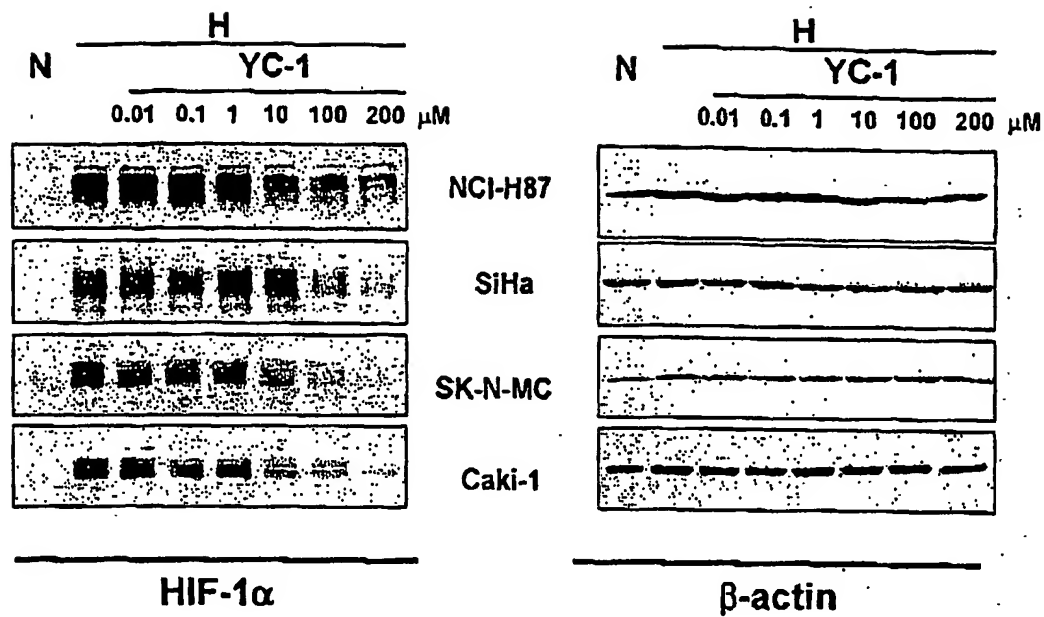 H
N YC-1
0.01 0.1 1 10 100 200 μM
H
N YC-1
0.01 0.1 1 10 100 200 μM
NCI-H87
SiHa
SK-N-MC
Caki-1
HIF-1α
β-actin